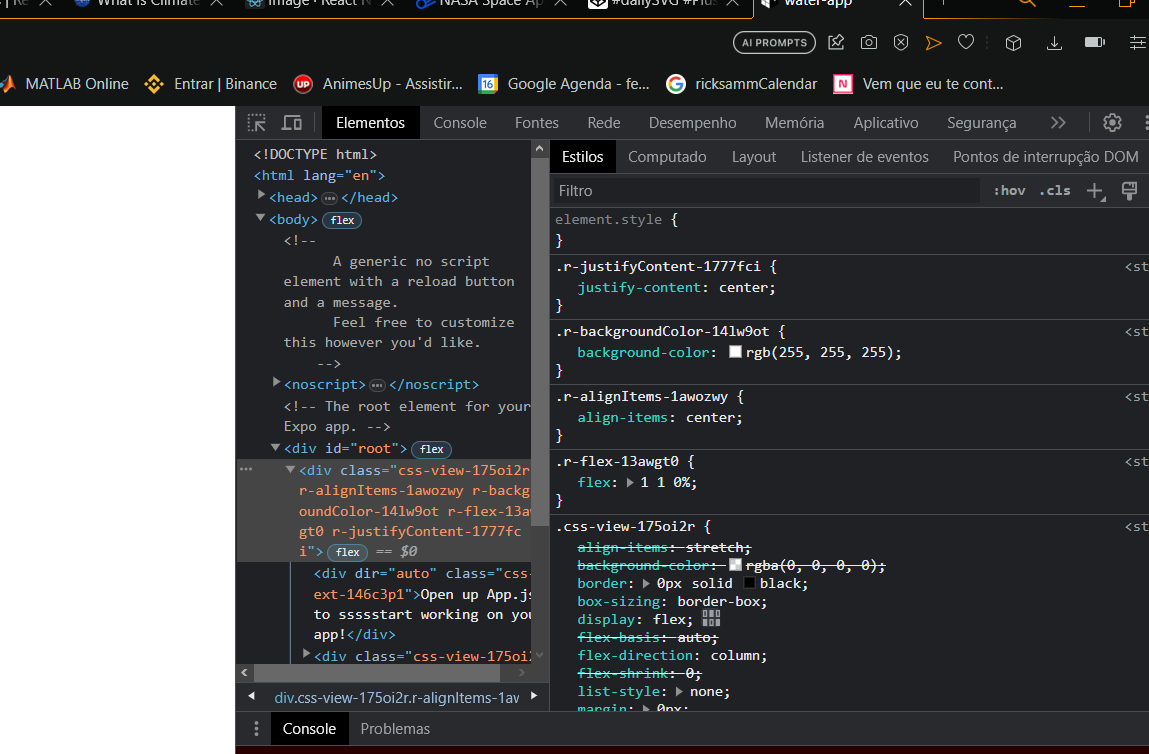 What Is Climate
Image · React N
NASA Space Ap
#dailySVG #Plus
water-app
AI PROMPTS
MATLAB Online
Entrar | Binance
UP
AnimesUp - Assistir...
16
Google Agenda - fe...
G
ricksammCalendar
N
Vem que eu te cont...
Elementos
Console
Fontes
Rede
Desempenho
Memória
Aplicativo
Segurança
<!DOCTYPE html>
<html lang="en">
<head> ... </head>
<body> flex
<!--
A generic no script
element with a reload button
and a message.
Feel free to customize
this however you'd like.
-->
<noscript> ... </noscript>
<!-- The root element for your
Expo app. -->
<div id="root"> flex
... <div class="css-view-175oi2r
r-alignItems-1awozwy r-backg
oundColor-14lw9ot r-flex-13aw
gt0 r-justifyContent-1777fc
i"> flex == $0
<div dir="auto" class="css-
ext-146c3p1">Open up App.js
to sssssstart working on you
app!</div>
<div class="css-view-175oi2
div.css-view-175oi2r.r-alignItems-1aw
Estilos
Computado
Layout
Listener de eventos
Pontos de interrupção DOM
Filtro
:hov
.cls
element.style {
}
.r-justifyContent-1777fci { <st
justify-content: center;
}
.r-backgroundColor-14lw9ot { <st
background-color: rgb(255, 255, 255);
}
.r-alignItems-1awozwy { <st
align-items: center;
}
.r-flex-13awgt0 { <st
flex: 1 1 0%;
}
.css-view-175oi2r { <st
align-items: stretch;
background-color: rgba(0, 0, 0, 0);
border: 0px solid black;
box-sizing: border-box;
display: flex;
flex-basis: auto;
flex-direction: column;
flex-shrink: 0;
list-style: none;
margin: 0px;
Console
Problemas